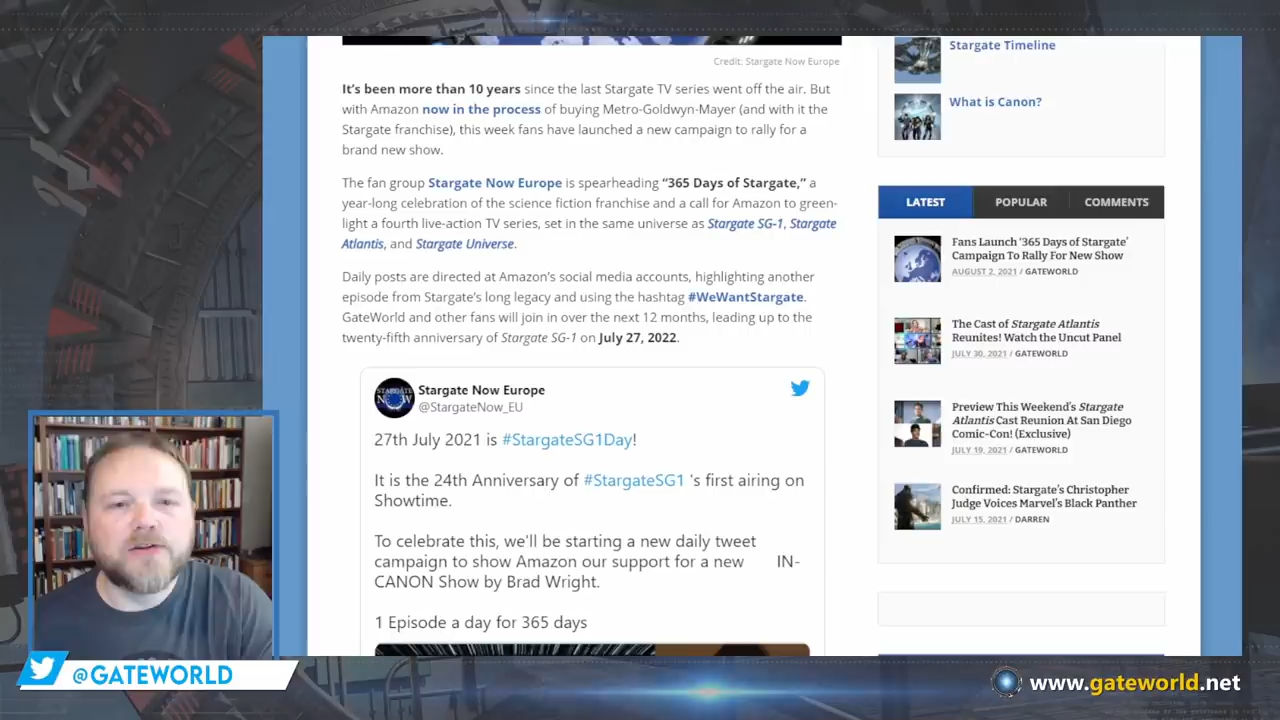 Credit: Stargate Now Europe
It's been more than 10 years since the last Stargate TV series went off the air. But
with Amazon now in the process of buying Metro-Goldwyn-Mayer (and with it the
Stargate franchise), this week fans have launched a new campaign to rally for a
brand new show.
The fan group Stargate Now Europe is spearheading “365 Days of Stargate,” a
year-long celebration of the science fiction franchise and a call for Amazon to green-
light a fourth live-action TV series, set in the same universe as Stargate SG-1, Stargate
Atlantis, and Stargate Universe.
Daily posts are directed at Amazon's social media accounts, highlighting another
episode from Stargate's long legacy and using the hashtag #WeWantStargate.
GateWorld and other fans will join in over the next 12 months, leading up to the
twenty-fifth anniversary of Stargate SG-1 on July 27, 2022.
STARGATE
NOW
Stargate Now Europe
@StargateNow_EU
27th July 2021 is #StargateSG1Day!
It is the 24th Anniversary of #StargateSG1 's first airing on
Showtime.
To celebrate this, we'll be starting a new daily tweet
campaign to show Amazon our support for a new IN-
CANON Show by Brad Wright.
1 Episode a day for 365 days
Stargate Timeline
What is Canon?
LATEST POPULAR COMMENTS
Fans Launch ‘365 Days of Stargate’
Campaign To Rally For New Show
AUGUST 2, 2021 / GATEWORLD
The Cast of Stargate Atlantis
Reunites! Watch the Uncut Panel
JULY 30, 2021 / GATEWORLD
Preview This Weekend's Stargate
Atlantis Cast Reunion At San Diego
Comic-Con! (Exclusive)
JULY 19, 2021 / GATEWORLD
Confirmed: Stargate's Christopher
Judge Voices Marvel's Black Panther
JULY 15, 2021 / DARREN
@GATEWORLD
www.gateworld.net